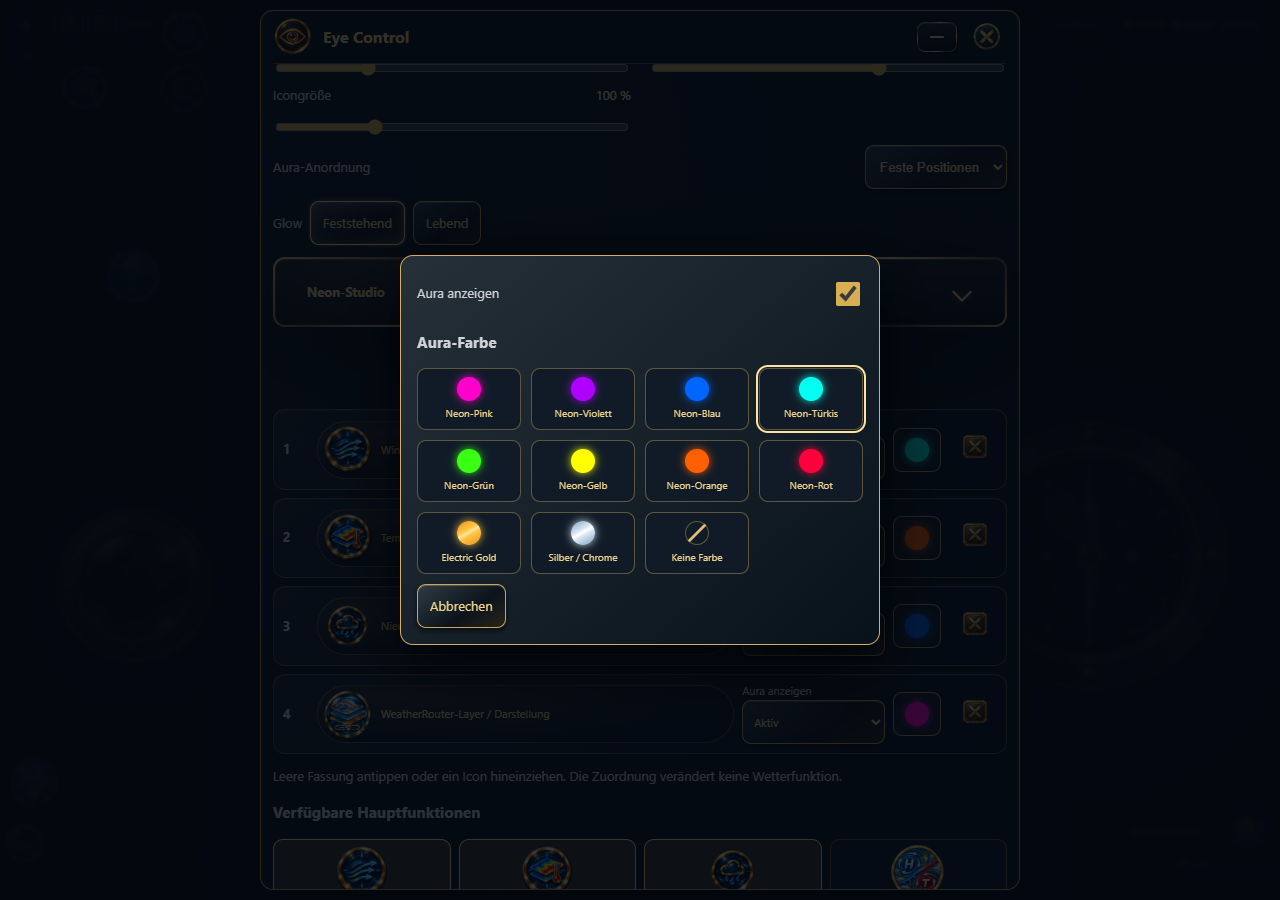 Eye Control
Icongröße
100 %
Aura-Anordnung
Feste Positionen
Glow
Feststehend
Lebend
Neon-Studio
Aura anzeigen
Aura-Farbe
Neon-Pink
Neon-Violett
Neon-Blau
Neon-Türkis
Neon-Grün
Neon-Gelb
Neon-Orange
Neon-Rot
Electric Gold
Silber / Chrome
Keine Farbe
Abbrechen
1
2
3
4
WeatherRouter-Layer / Darstellung
Aura anzeigen
Aktiv
Leere Fassung antippen oder ein Icon hineinziehen. Die Zuordnung verändert keine Wetterfunktion.
Verfügbare Hauptfunktionen
H
T